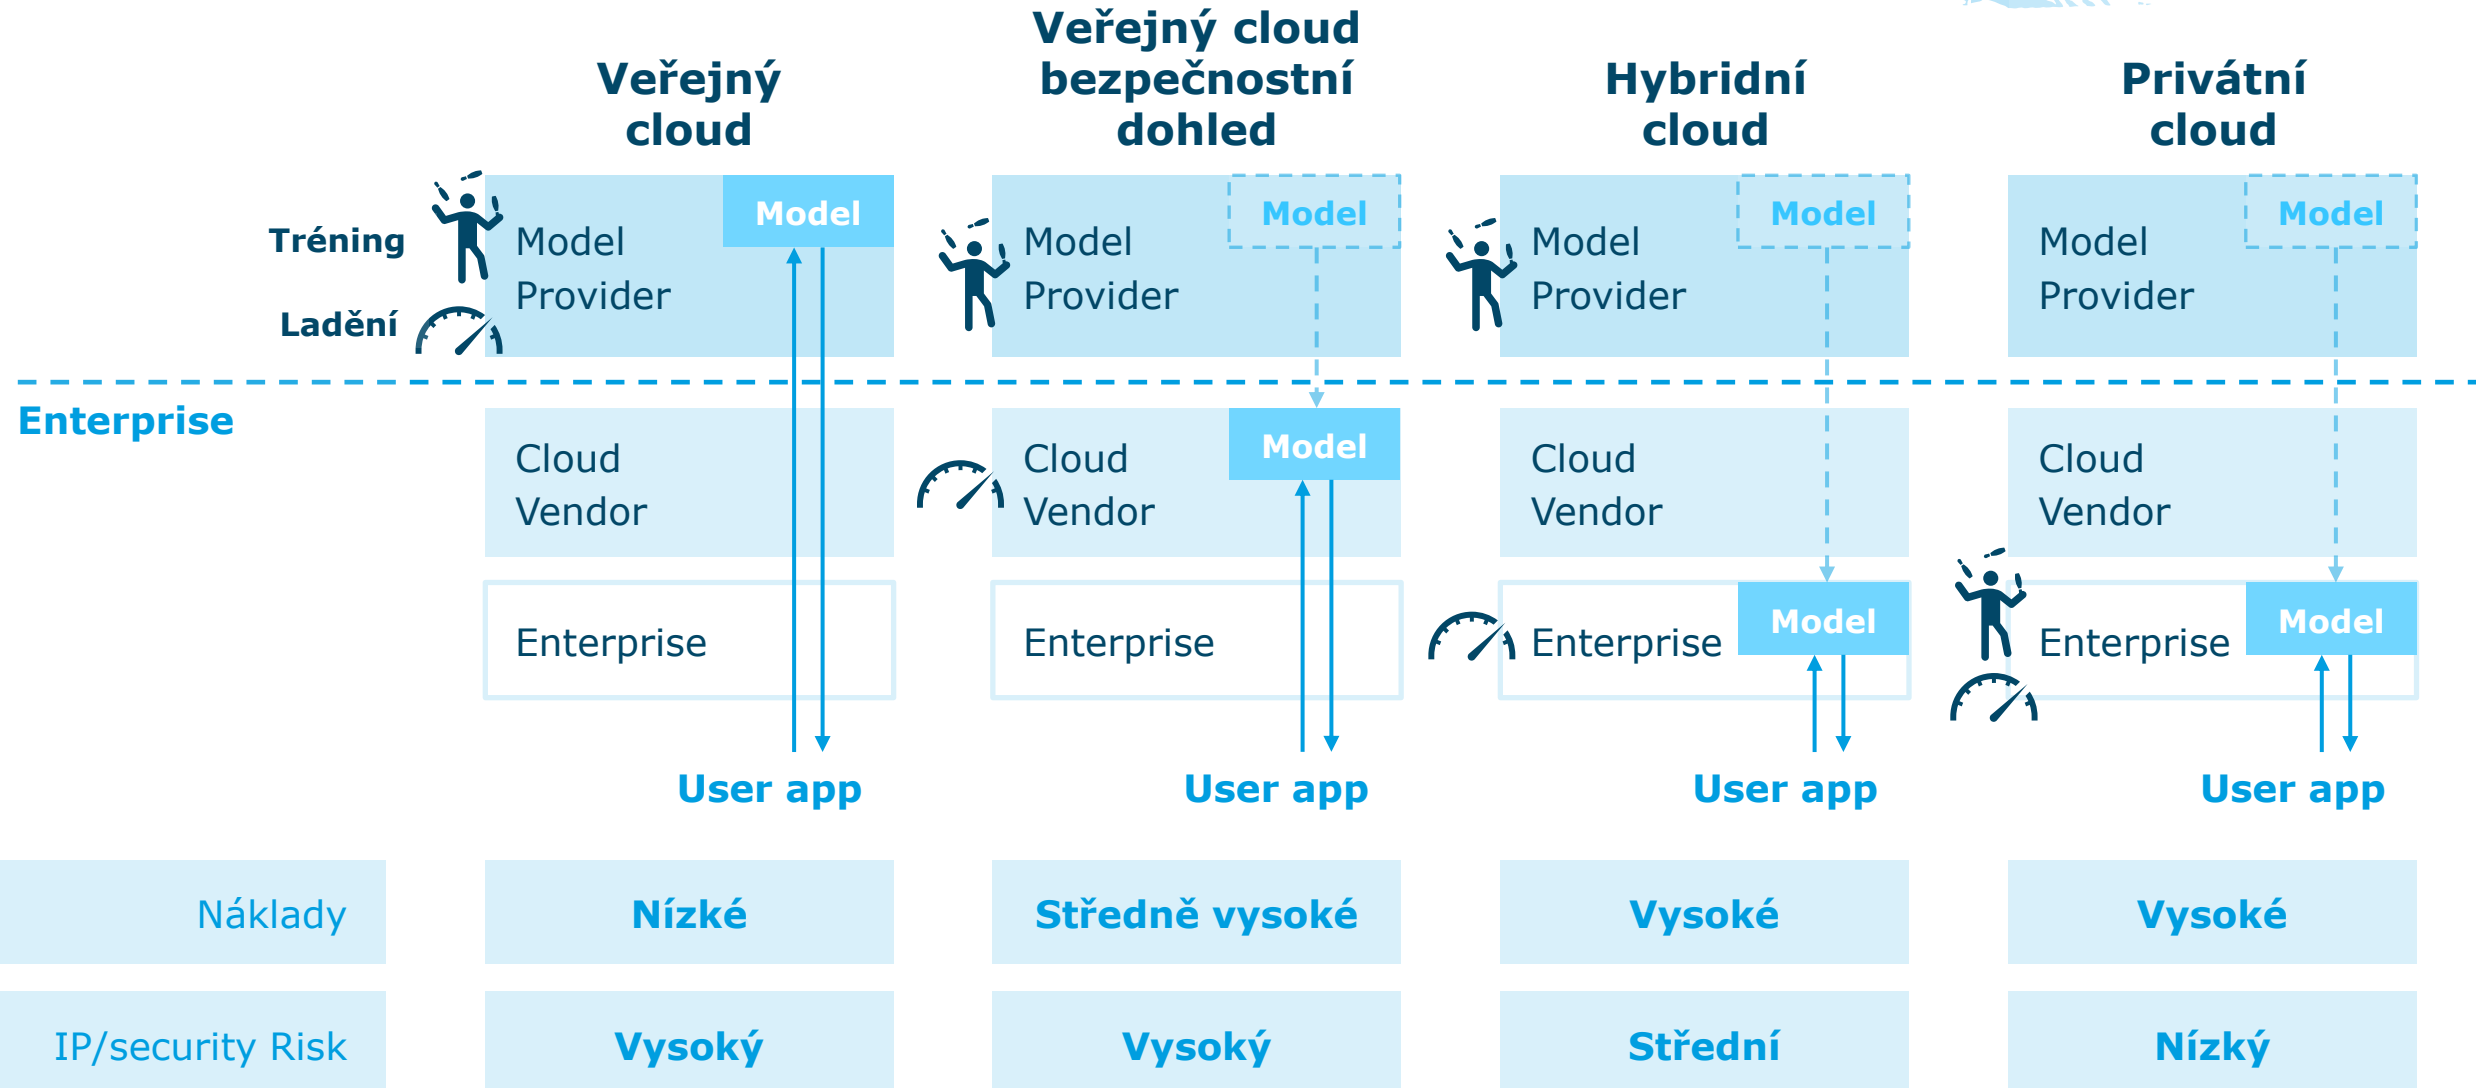 Veřejný
cloud
Veřejný cloud
bezpečnostní
dohled
Hybridní
cloud
Privátní
cloud
Tréning
Ladění
Model
Provider
Model
Model
Provider
Model
Model
Provider
Model
Model
Provider
Model
Enterprise
Cloud
Vendor
Cloud
Vendor
Model
Cloud
Vendor
Cloud
Vendor
Enterprise
Enterprise
Enterprise
Model
Enterprise
Model
User app
User app
User app
User app
Náklady
Nízké
Středně vysoké
Vysoké
Vysoké
IP/security Risk
Vysoký
Vysoký
Střední
Nízký